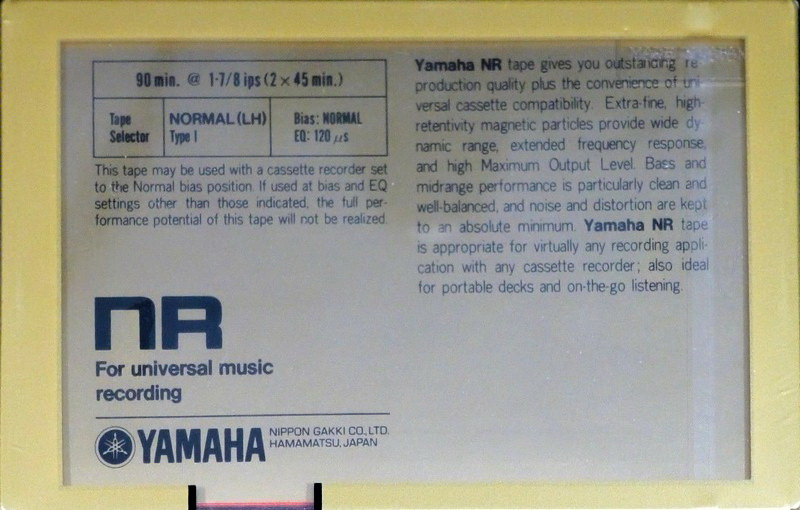 90 min. @ 1-7/8 ips (2 × 45 min.)
Tape Selector
NORMAL (LH)
Type I
Bias: NORMAL
EQ: 120 μs
This tape may be used with a cassette recorder set
to the Normal bias position. If used at bias and EQ
settings other than those indicated, the full per-
formance potential of this tape will not be realized.
nR
For universal music
recording
YAMAHA
NIPPON GAKKI CO., LTD.
HAMAMATSU, JAPAN
Yamaha NR tape gives you outstanding re-
production quality plus the convenience of uni-
versal cassette compatibility. Extra-fine, high-
retentivity magnetic particles provide wide dy-
namic range, extended frequency response,
and high Maximum Output Level. Bass and
midrange performance is particularly clean and
well-balanced, and noise and distortion are kept
to an absolute minimum. Yamaha NR tape
is appropriate for virtually any recording appli-
cation with any cassette recorder; also ideal
for portable decks and on-the-go listening.